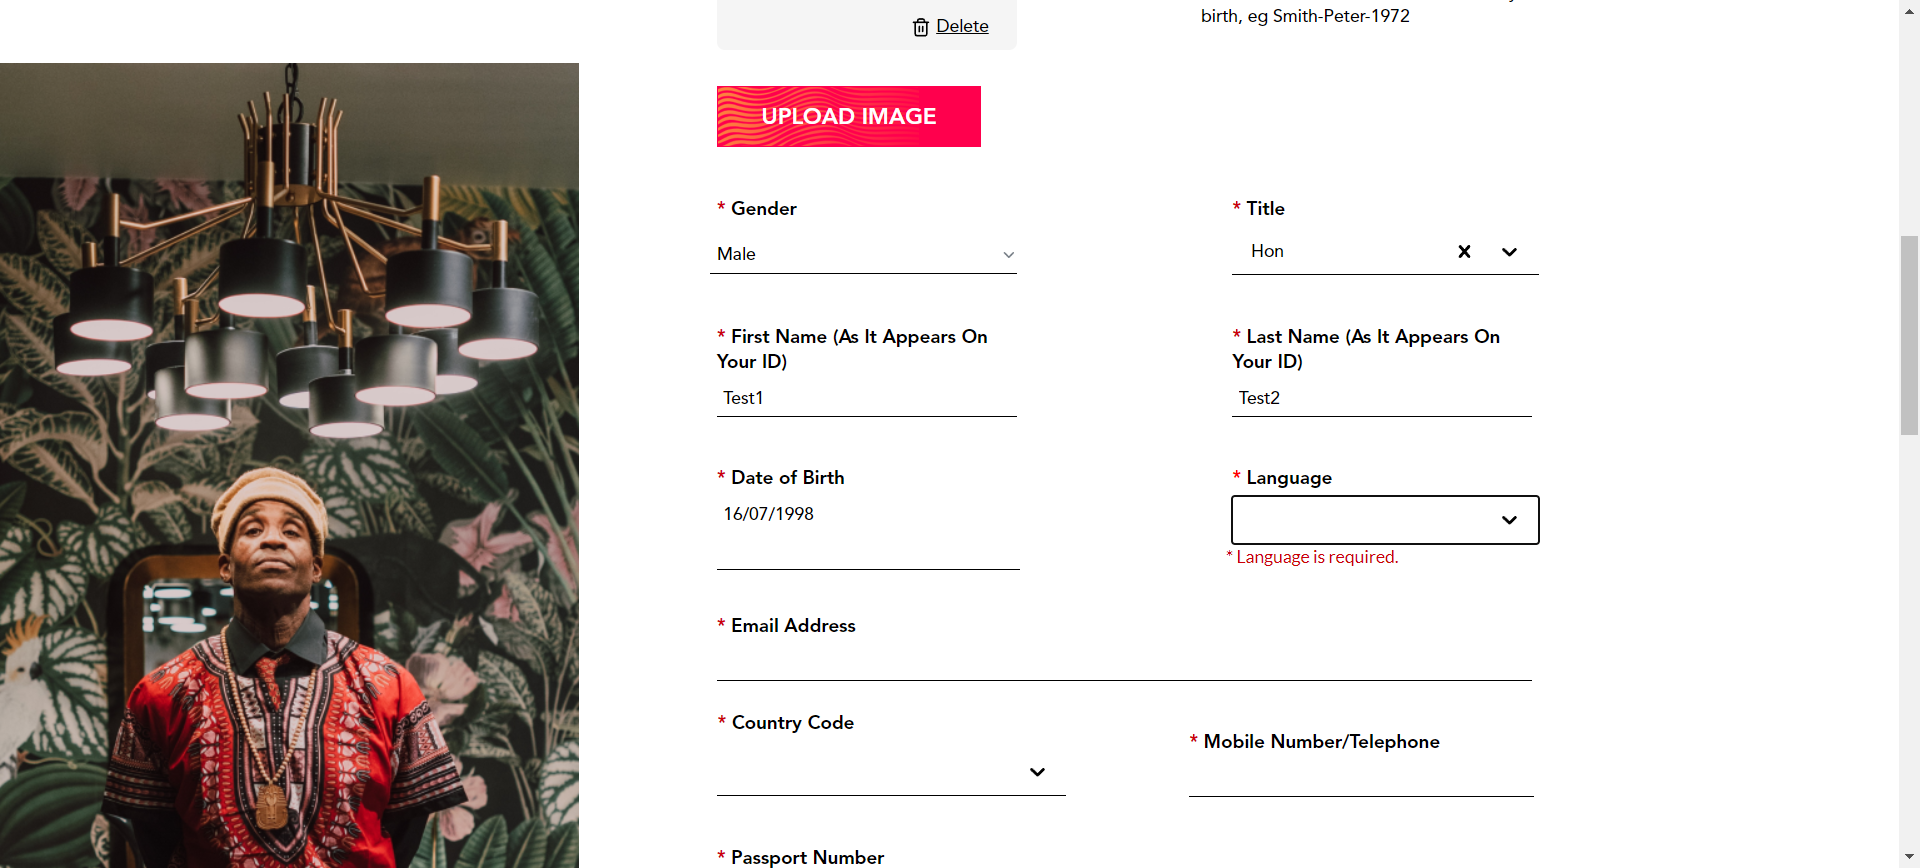 birth, eg Smith-Peter-1972
Delete
UPLOAD IMAGE
* Gender
Male
* Title
Hon
* First Name (As It Appears On
Your ID)
Test1
* Last Name (As It Appears On
Your ID)
Test2
* Date of Birth
16/07/1998
* Language
* Language is required.
* Email Address
* Country Code
* Mobile Number/Telephone
* Passport Number